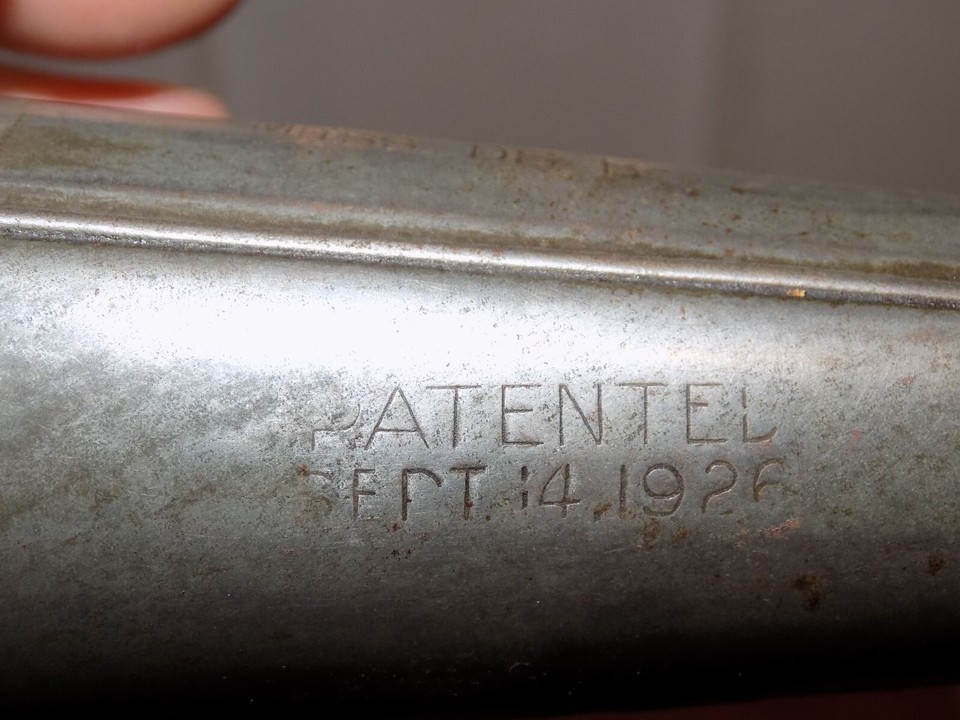 PATENTED
SEPT. 14, 1926